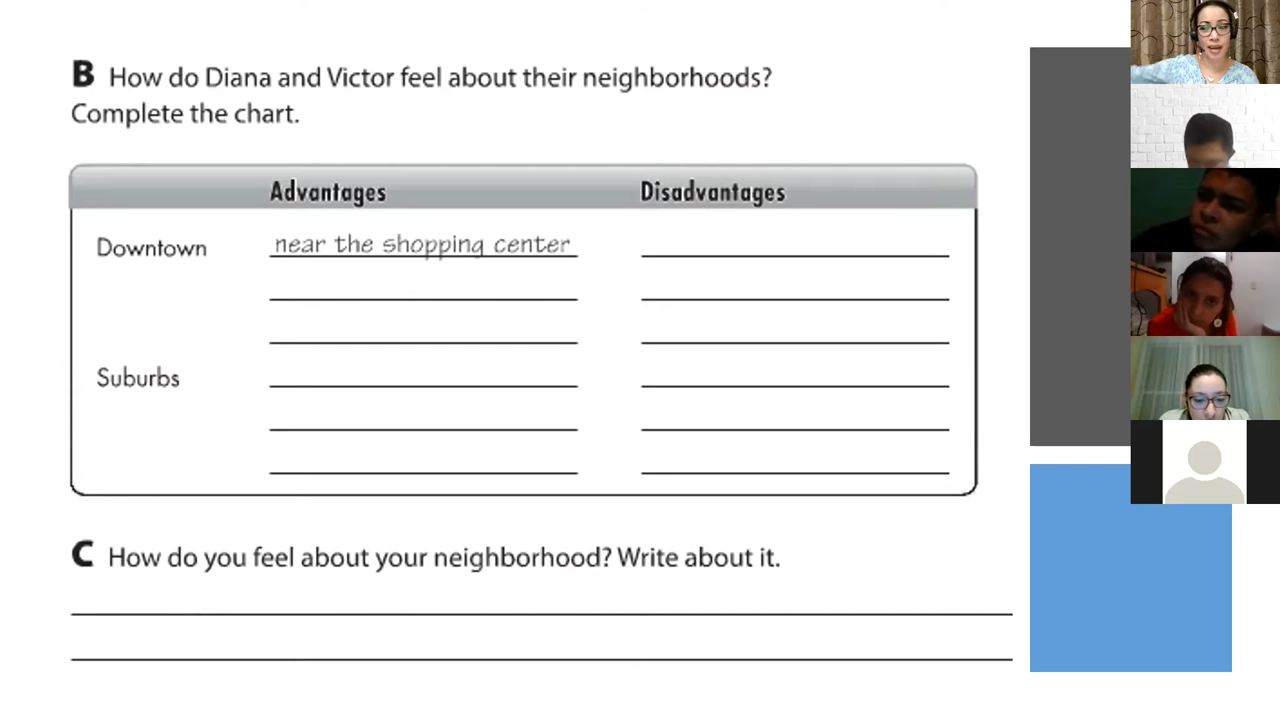 B How do Diana and Victor feel about their neighborhoods?
Complete the chart.
Advantages Disadvantages
Downtown near the shopping center
Suburbs
C How do you feel about your neighborhood? Write about it.